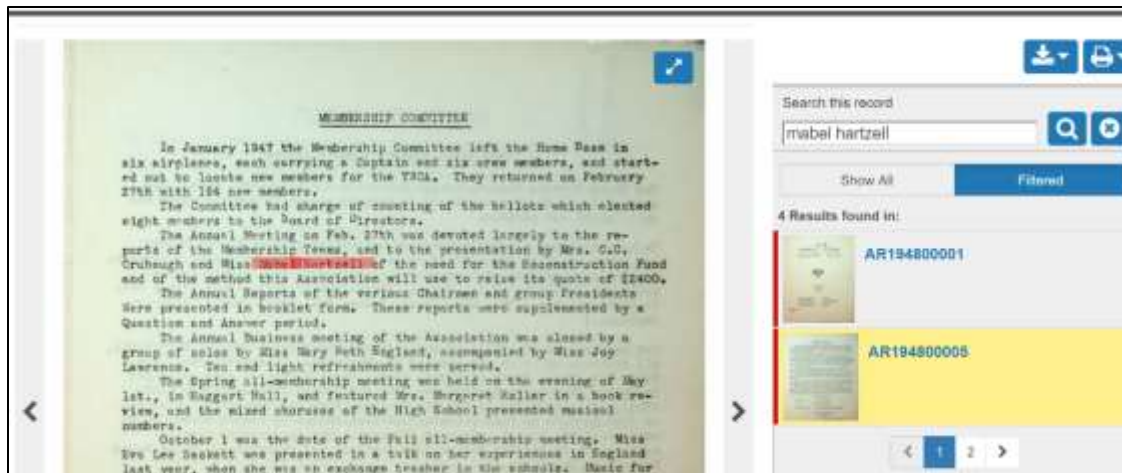 MEMBERSHIP COMMITTEE
In January 1947 the Membership Committee left the Home Base in
six airplanes, each carrying a Captain and six crew members, and start-
ed out to locate new members for the YWCA. They returned on February
27th with 194 new members.
The Committee had charge of counting of the ballots which elected
eight members to the Board of Directors.
The Annual Meeting on Feb. 27th was devoted largely to the re-
ports of the Membership Teams, and to the presentation by Mrs. C.C.
Crubaugh and Miss Mabel Hartzell of the need for the Reconstruction Fund
and of the method this Association will use to raise its quota of $2400.
The Annual Reports of the various Chairmen and group Presidents
were presented in booklet form. These reports were supplemented by a
Question and Answer period.
The Annual Business meeting of the Association was closed by a
group of solos by Miss Mary Beth England, accompanied by Miss Joy
Lawrence. Tea and light refreshments were served.
The Spring all-membership meeting was held on the evening of May
1st., in Haggart Hall, and featured Mrs. Margaret Haller in a book re-
view, and the mixed choruses of the High School presented musical
numbers.
October 1 was the date of the Fall all-membership meeting. Miss
Eva Lee Sackett was presented in a talk on her experiences in England
last year, when she was an exchange teacher in the schools. Music for
Search this record
mabel hartzell
Show All
Filtered
4 Results found in:
AR194800001
AR194800005
1
2